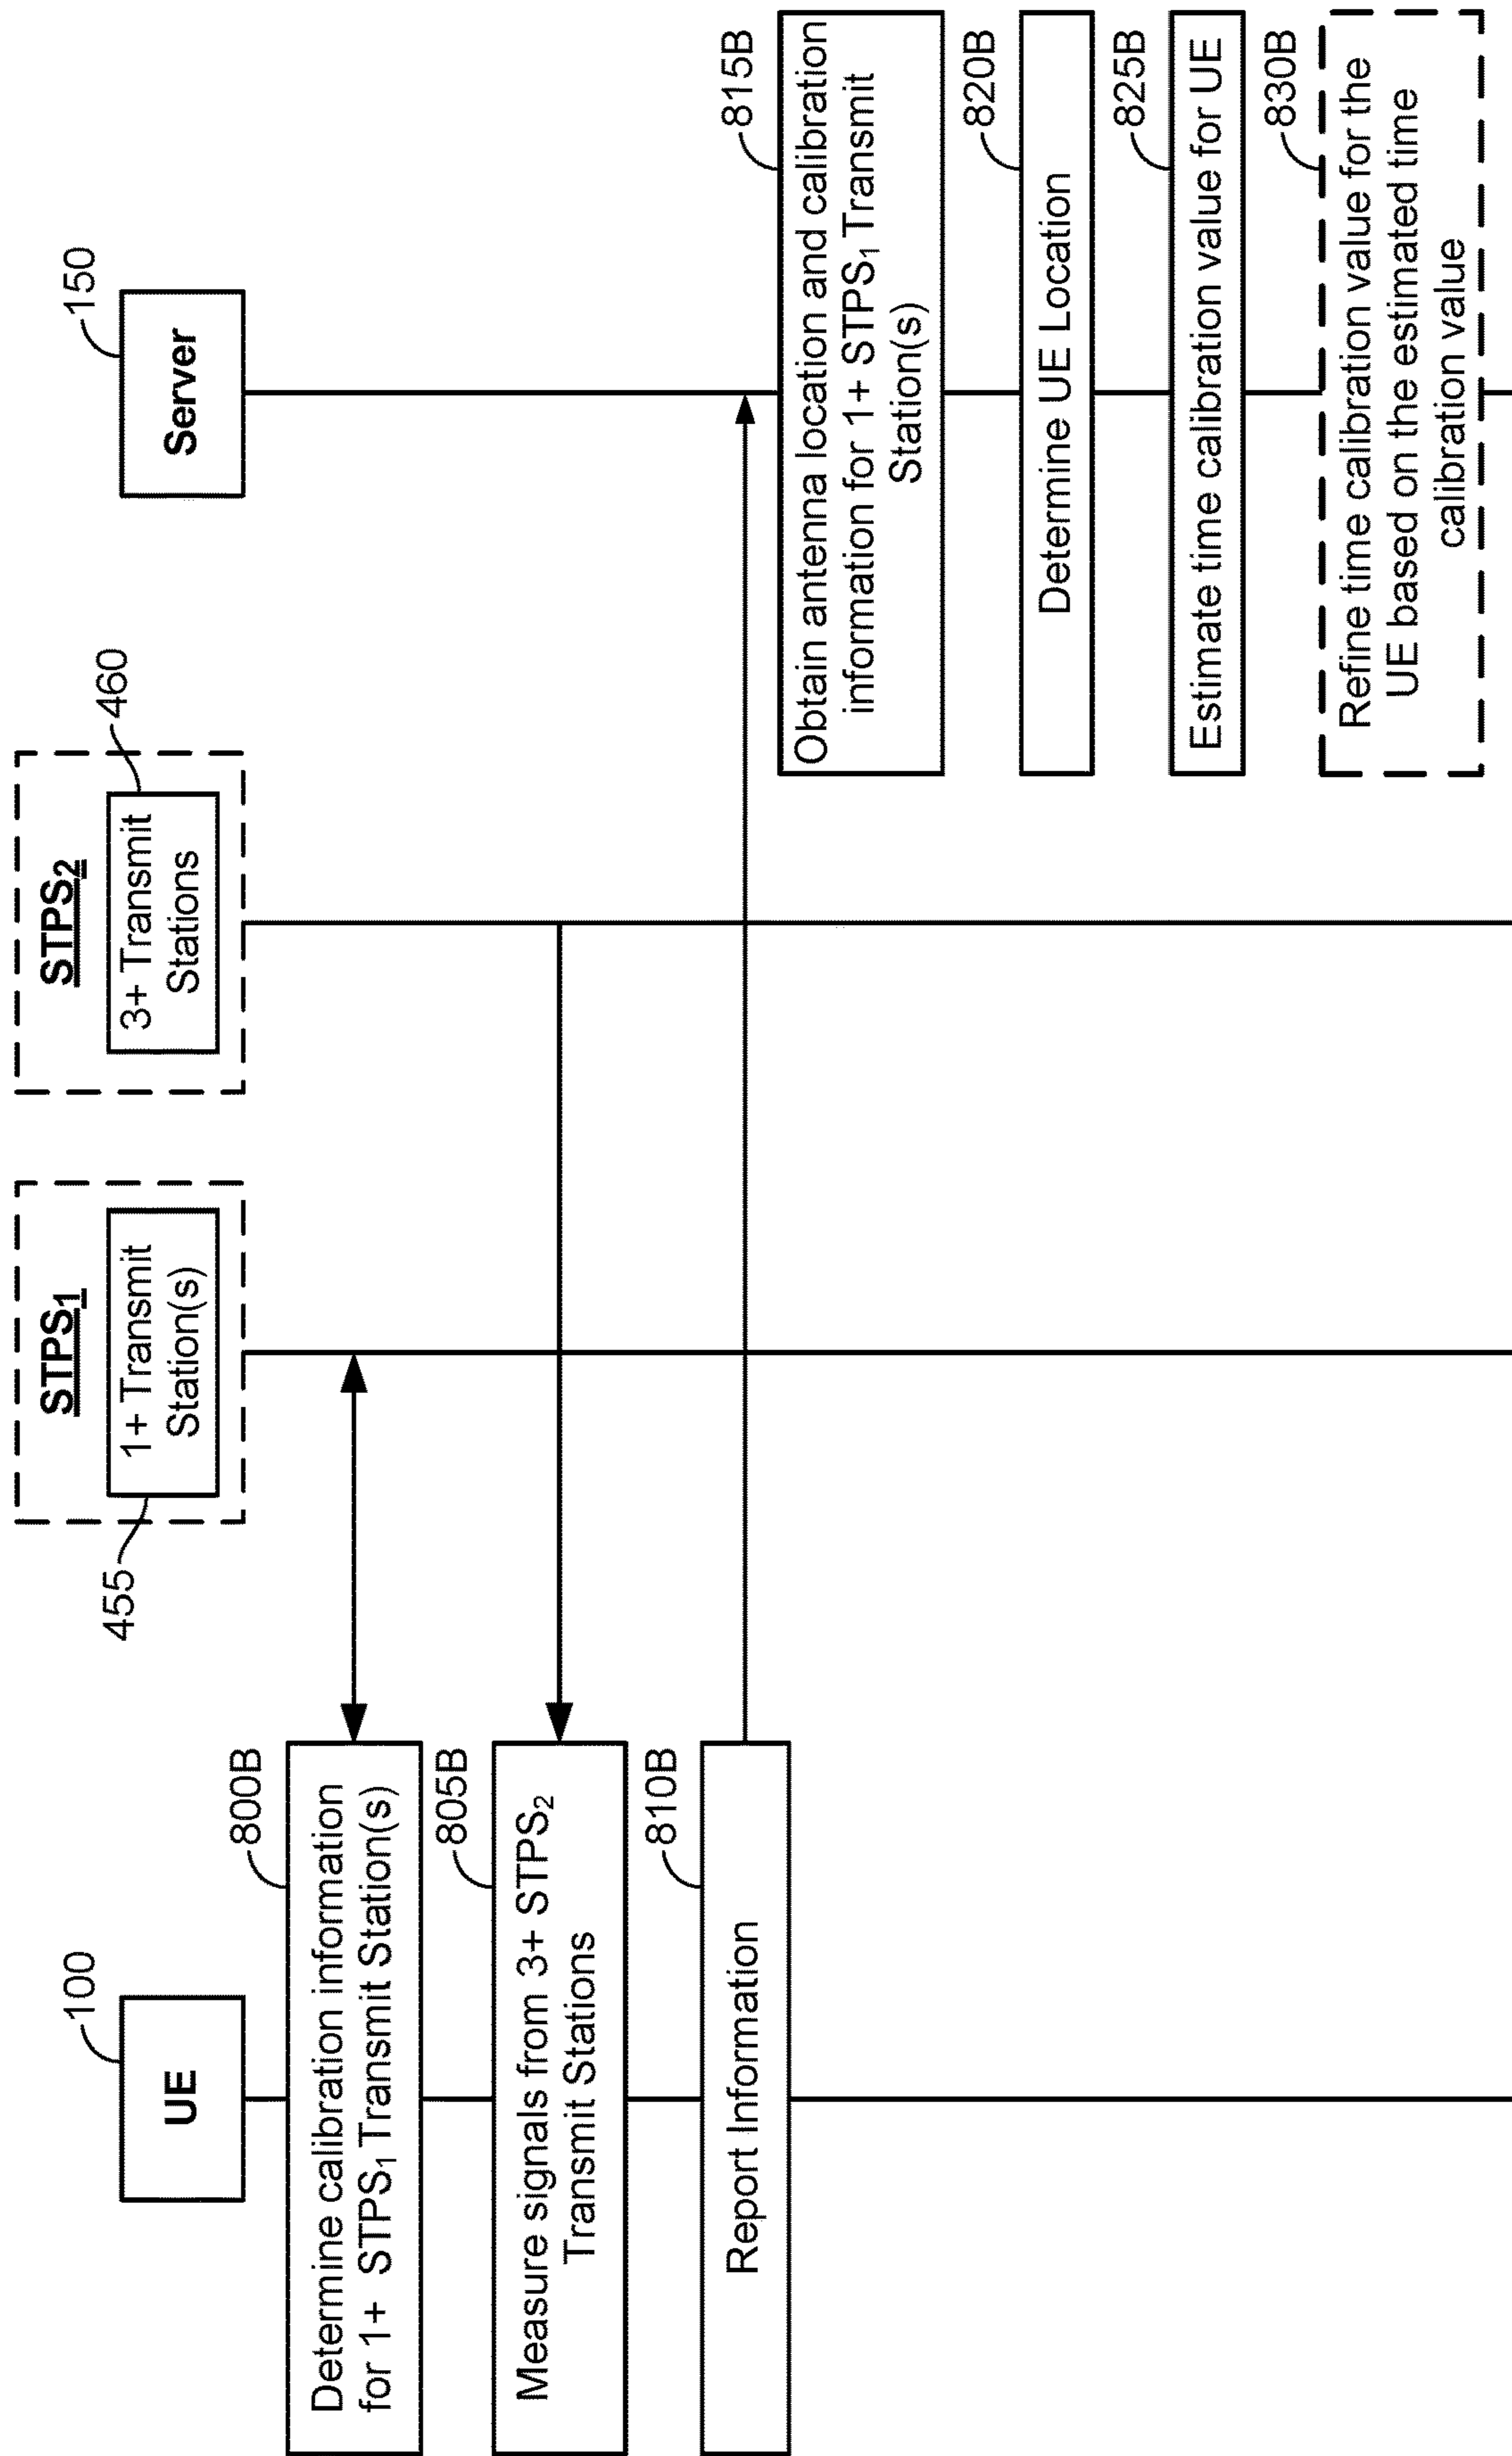 100
UE
STPS₁
1+ Transmit
Station(s)
455
STPS₂
3+ Transmit
Stations
460
150
Server
800B
Determine calibration information
for 1+ STPS₁ Transmit Station(s)
805B
Measure signals from 3+ STPS₂
Transmit Stations
810B
Report Information
815B
Obtain antenna location and calibration
information for 1+ STPS₁ Transmit
Station(s)
820B
Determine UE Location
825B
Estimate time calibration value for UE
830B
Refine time calibration value for the
UE based on the estimated time
calibration value